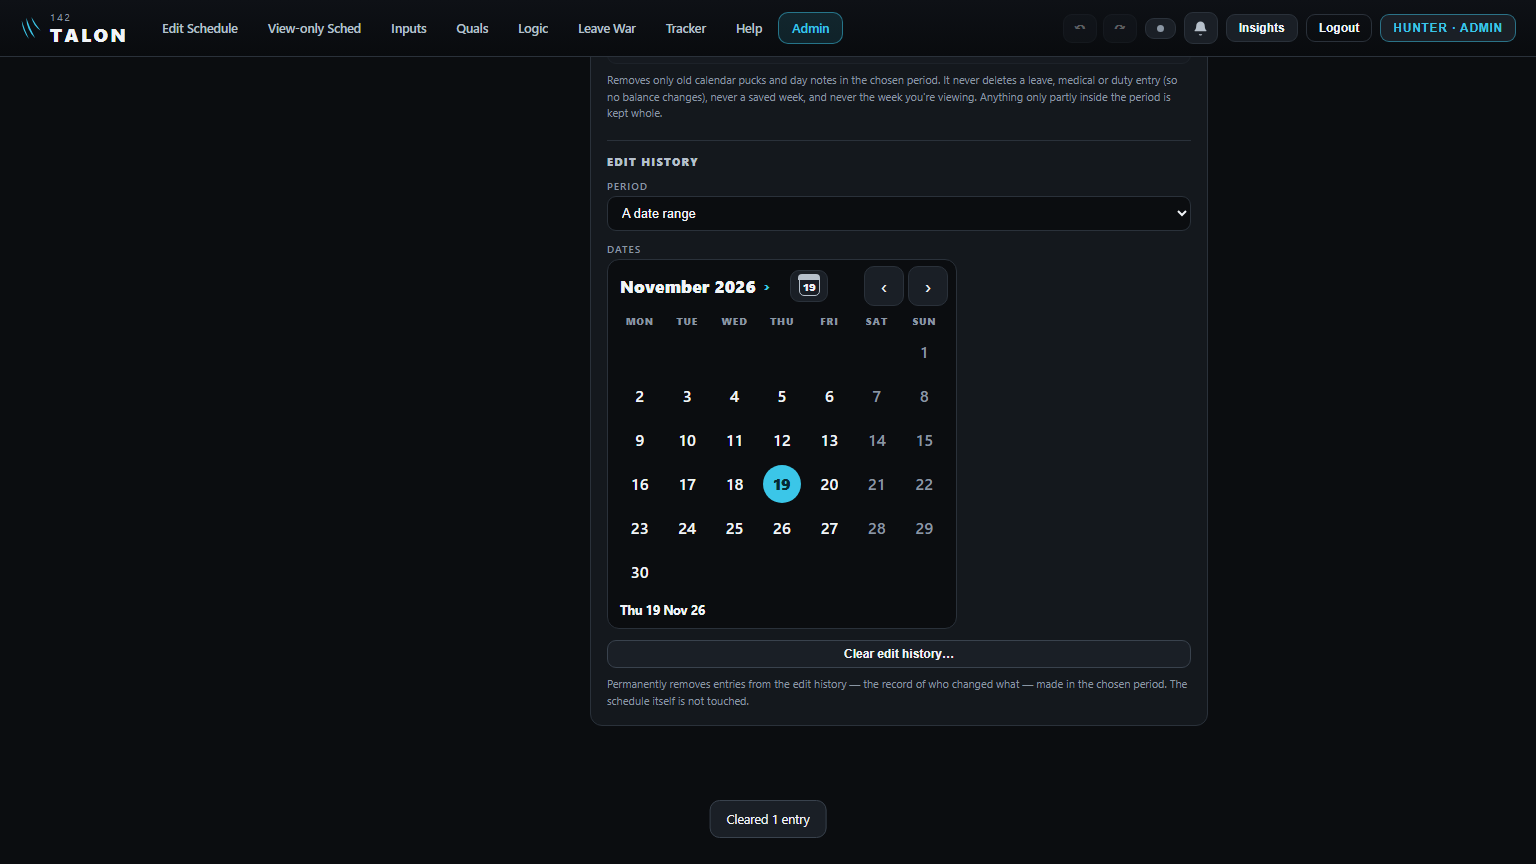 142
TALON
Edit Schedule
View-only Sched
Inputs
Quals
Logic
Leave War
Tracker
Help
Admin
Insights
Logout
HUNTER · ADMIN
Removes only old calendar pucks and day notes in the chosen period. It never deletes a leave, medical or duty entry (so
no balance changes), never a saved week, and never the week you're viewing. Anything only partly inside the period is
kept whole.
EDIT HISTORY
PERIOD
A date range
DATES
November 2026 ›
19
‹ ›
MON TUE WED THU FRI SAT SUN
1
2 3 4 5 6 7 8
9 10 11 12 13 14 15
16 17 18 19 20 21 22
23 24 25 26 27 28 29
30
Thu 19 Nov 26
Clear edit history…
Permanently removes entries from the edit history — the record of who changed what — made in the chosen period. The
schedule itself is not touched.
Cleared 1 entry